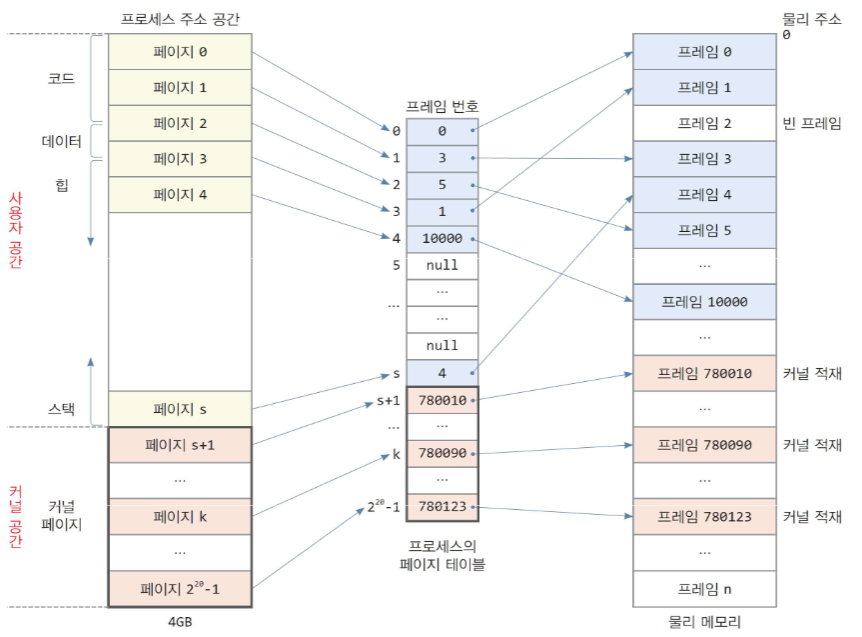 프로세스 주소 공간
물리 주소
0
사용자 공간
코드
데이터
힙
스택
페이지 0
페이지 1
페이지 2
페이지 3
페이지 4
페이지 s
커널 공간
커널
페이지
페이지 s+1
...
페이지 k
...
페이지 2²⁰-1
4GB
프레임 번호
0 0
1 3
2 5
3 1
4 10000
5 null
...
... ...
null
s 4
s+1 780010
... ...
k 780090
...
2²⁰-1 780123
프로세스의
페이지 테이블
프레임 0
프레임 1
프레임 2 빈 프레임
프레임 3
프레임 4
프레임 5
...
프레임 10000
...
프레임 780010 커널 적재
...
프레임 780090 커널 적재
프레임 780123 커널 적재
...
프레임 n
물리 메모리